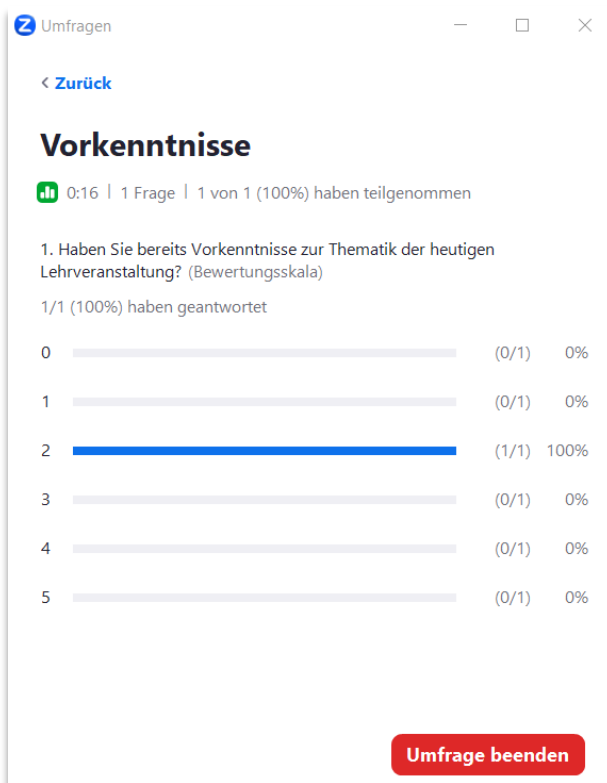 Umfragen
< Zurück
Vorkenntnisse
0:16 | 1 Frage | 1 von 1 (100%) haben teilgenommen
1. Haben Sie bereits Vorkenntnisse zur Thematik der heutigen
Lehrveranstaltung? (Bewertungsskala)
1/1 (100%) haben geantwortet
0 (0/1) 0%
1 (0/1) 0%
2 (1/1) 100%
3 (0/1) 0%
4 (0/1) 0%
5 (0/1) 0%
Umfrage beenden